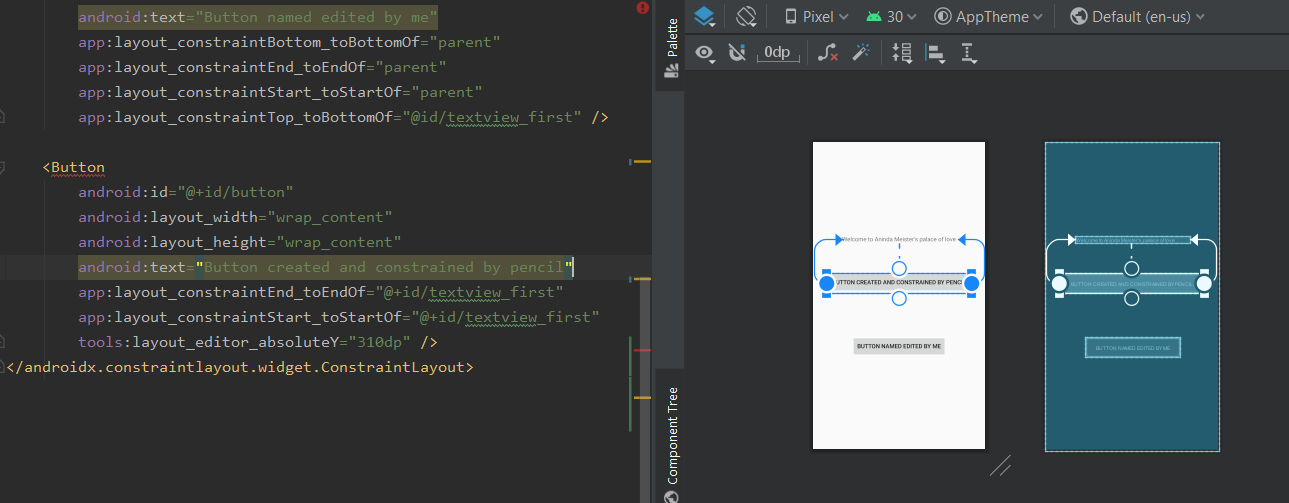 android:text="Button named edited by me"
app:layout_constraintBottom_toBottomOf="parent"
app:layout_constraintEnd_toEndOf="parent"
app:layout_constraintStart_toStartOf="parent"
app:layout_constraintTop_toBottomOf="@id/textview_first" />
<Button
android:id="@+id/button"
android:layout_width="wrap_content"
android:layout_height="wrap_content"
android:text="Button created and constrained by pencil"
app:layout_constraintEnd_toEndOf="@+id/textview_first"
app:layout_constraintStart_toStartOf="@+id/textview_first"
tools:layout_editor_absoluteY="310dp" />
</androidx.constraintlayout.widget.ConstraintLayout>
Palette
Component Tree
Pixel 30 AppTheme Default (en-us)
0dp
Welcome to Aninda Meister's palace of love
BUTTON CREATED AND CONSTRAINED BY PENC
BUTTON NAMED EDITED BY ME
Welcome to Aninda Meister's palace of love
BUTTON CREATED AND CONSTRAINED BY PENCIL
BUTTON NAMED EDITED BY ME